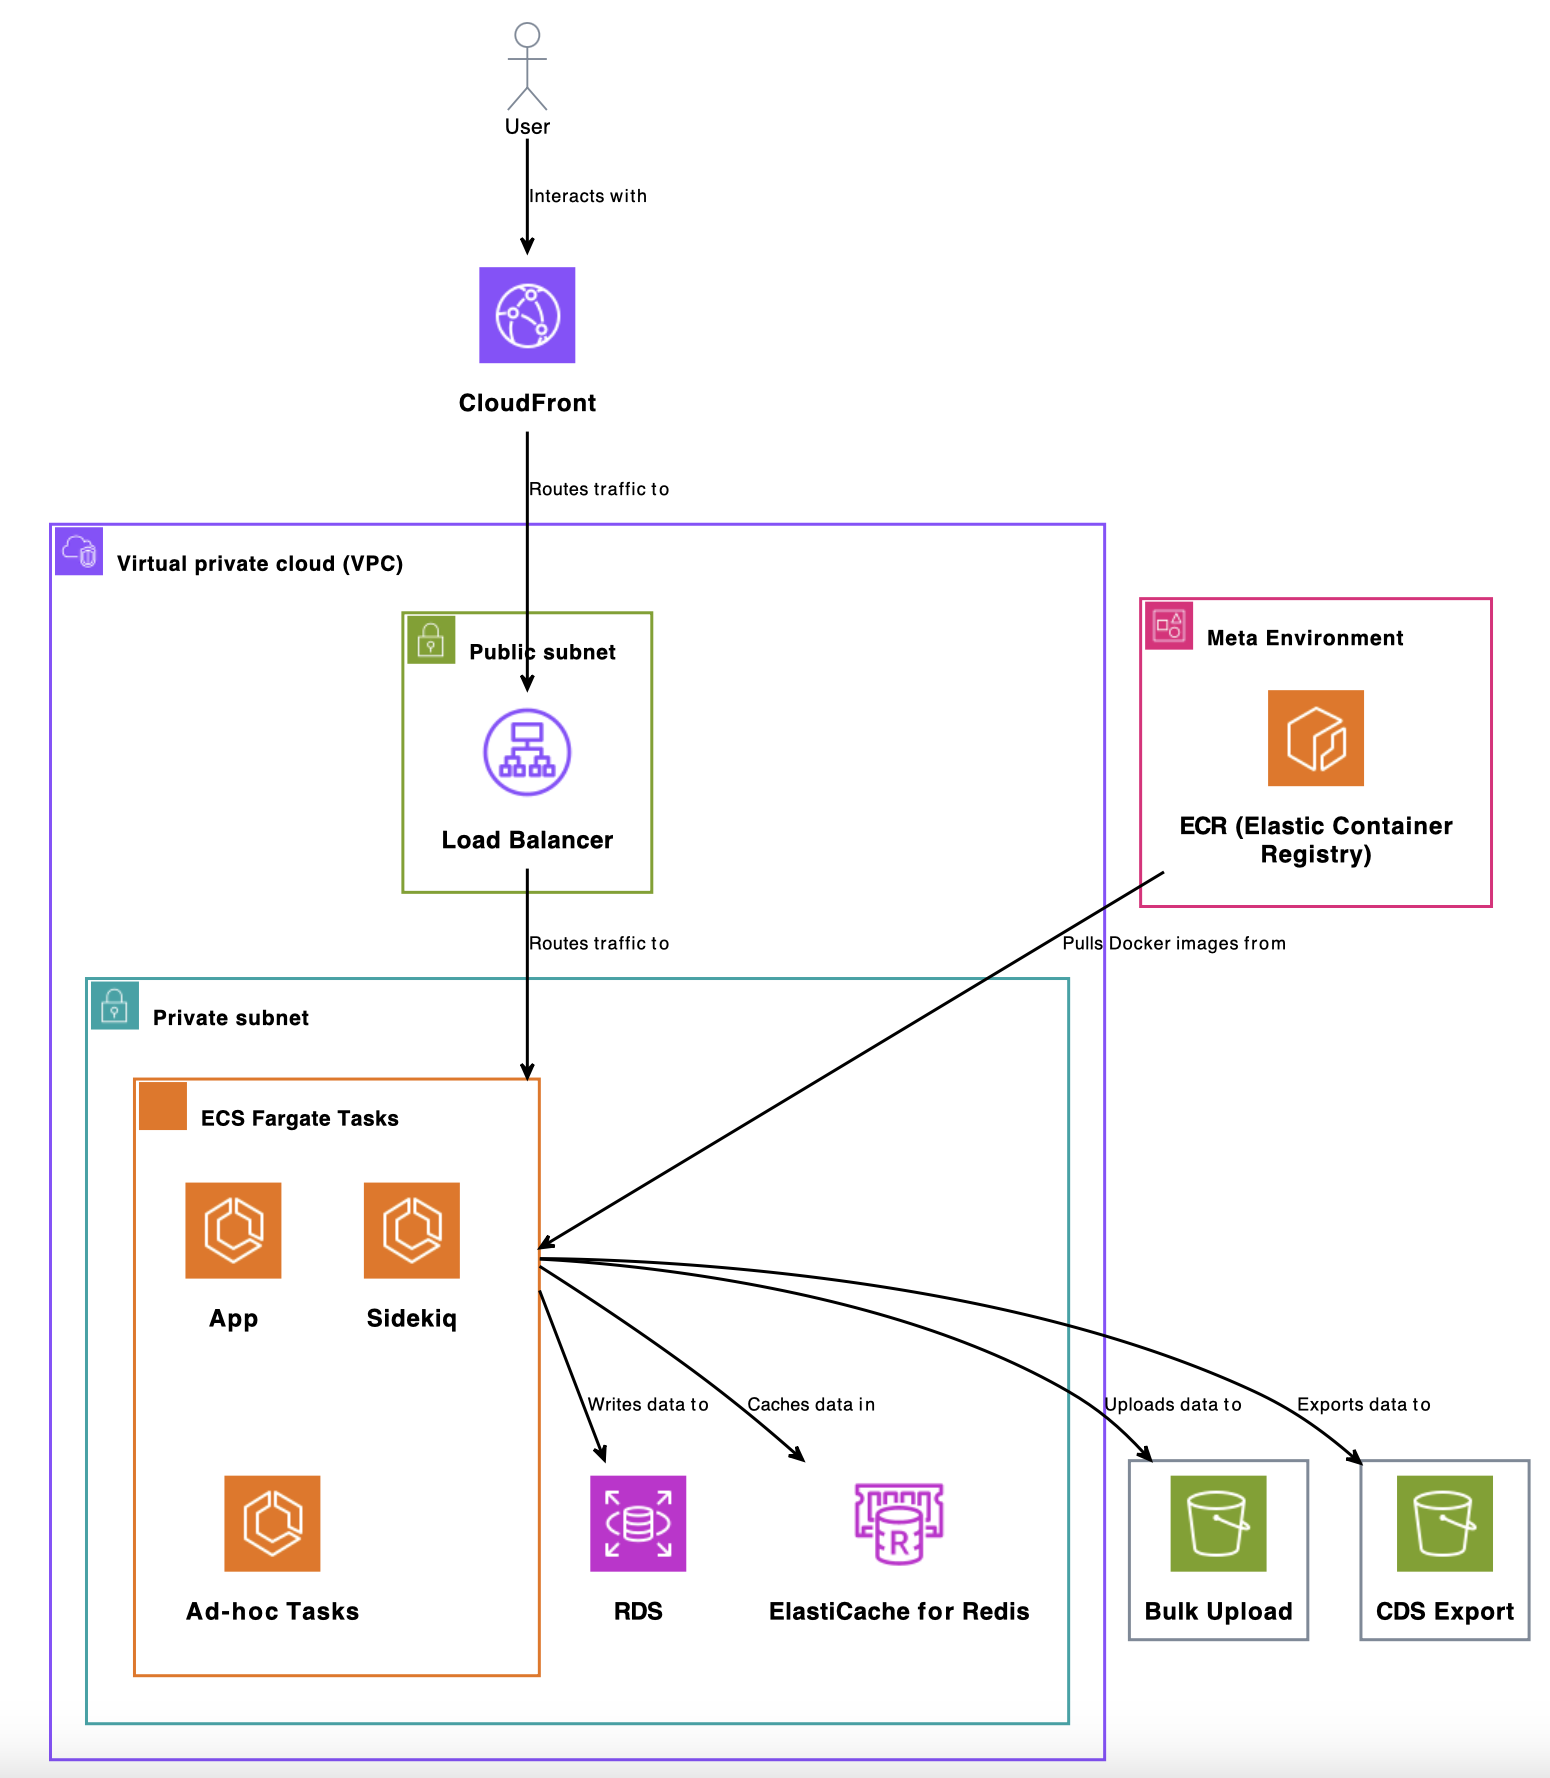 User
Interacts with
CloudFront
Routes traffic to
Virtual private cloud (VPC)
Public subnet
Load Balancer
Meta Environment
ECR (Elastic Container
Registry)
Routes traffic to
Pulls Docker images from
Private subnet
ECS Fargate Tasks
App
Sidekiq
Writes data to
Caches data in
Uploads data to
Exports data to
Ad-hoc Tasks
RDS
R
ElastiCache for Redis
Bulk Upload
CDS Export